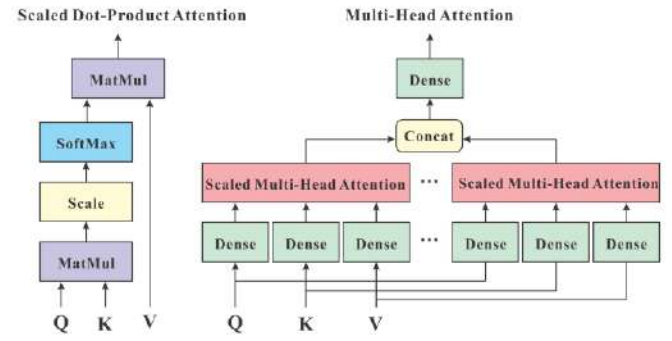 Scaled Dot-Product Attention
MatMul
SoftMax
Scale
MatMul
Q K V
Multi-Head Attention
Dense
Concat
Scaled Multi-Head Attention ... Scaled Multi-Head Attention
Dense Dense Dense ... Dense Dense Dense
Q K V